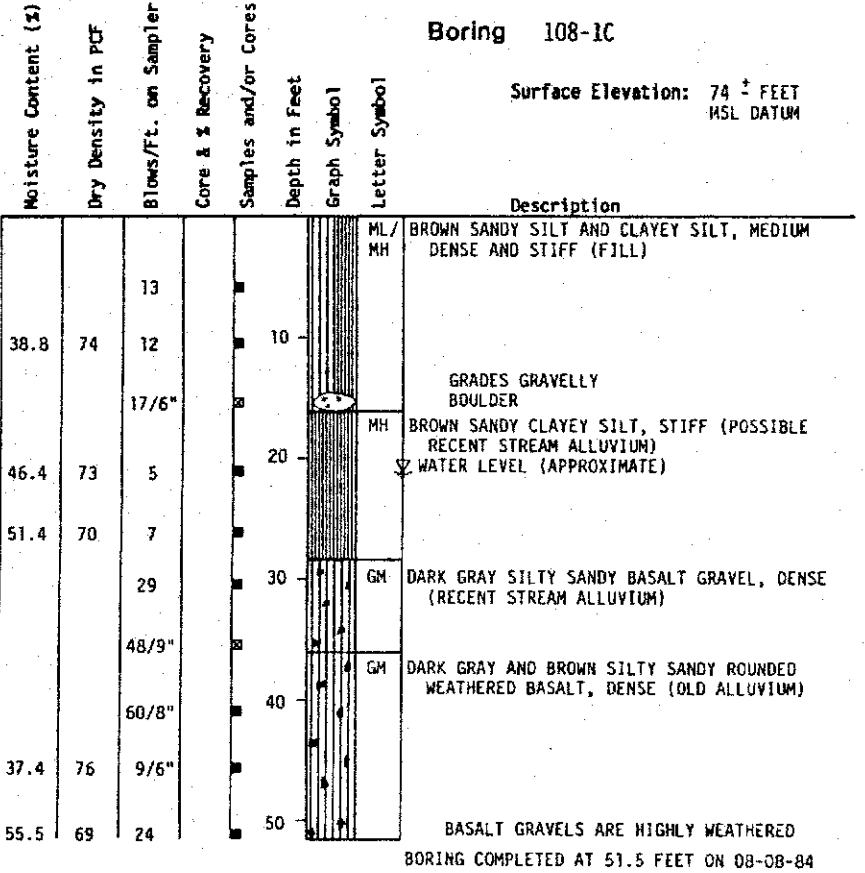 Boring 108-1C
Surface Elevation: 74 ± FEET
MSL DATUM
Moisture Content (%)
Dry Density in PCF
Blows/Ft. on Sampler
Core & % Recovery
Samples and/or Cores
Depth in Feet
Graph Symbol
Letter Symbol
Description
ML/ BROWN SANDY SILT AND CLAYEY SILT, MEDIUM
MH DENSE AND STIFF (FILL)
13
38.8 74 12 10
GRADES GRAVELLY
17/6" BOULDER
MH BROWN SANDY CLAYEY SILT, STIFF (POSSIBLE
RECENT STREAM ALLUVIUM)
20
46.4 73 5 WATER LEVEL (APPROXIMATE)
51.4 70 7
29 30 GM DARK GRAY SILTY SANDY BASALT GRAVEL, DENSE
(RECENT STREAM ALLUVIUM)
48/9"
GM DARK GRAY AND BROWN SILTY SANDY ROUNDED
WEATHERED BASALT, DENSE (OLD ALLUVIUM)
60/8" 40
37.4 76 9/6"
55.5 69 24 50 BASALT GRAVELS ARE HIGHLY WEATHERED
BORING COMPLETED AT 51.5 FEET ON 08-08-84